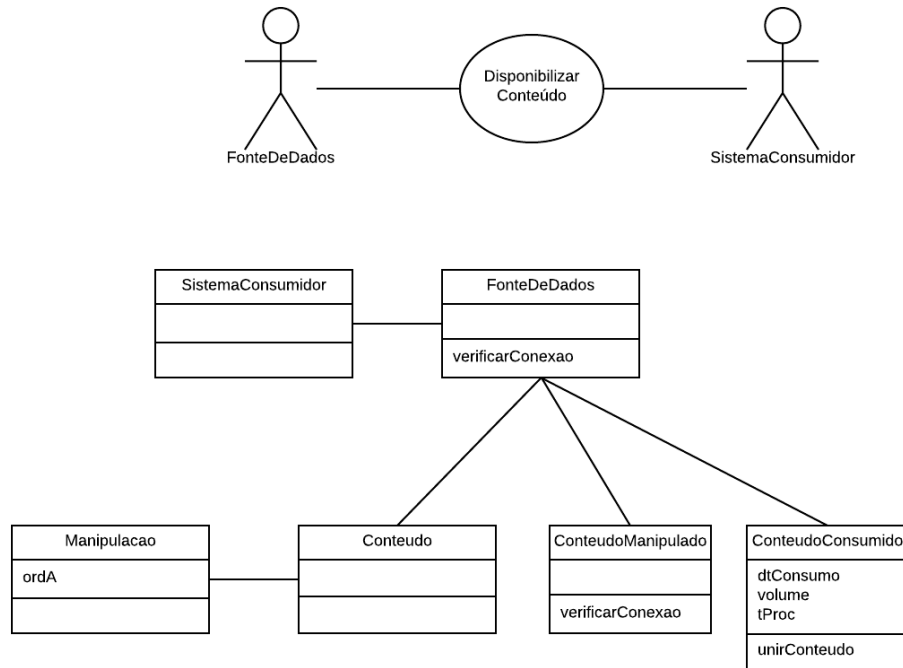 Disponibilizar
Conteúdo
FonteDeDados
SistemaConsumidor
SistemaConsumidor
FonteDeDados
verificarConexao
Manipulacao
ordA
Conteudo
ConteudoManipulado
verificarConexao
ConteudoConsumido
dtConsumo
volume
tProc
unirConteudo